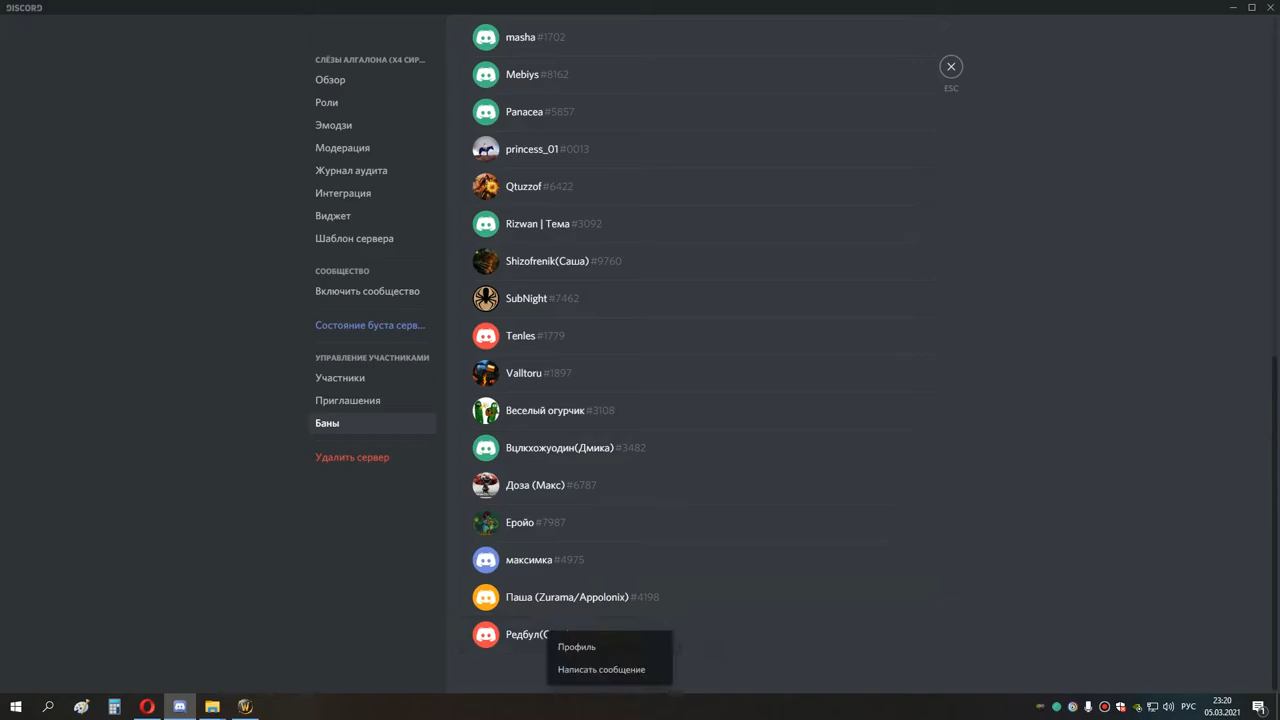 DISCORD
СЛЁЗЫ АЛГАЛОНА (X4 СИР...
Обзор
Роли
Эмодзи
Модерация
Журнал аудита
Интеграция
Виджет
Шаблон сервера
СООБЩЕСТВО
Включить сообщество
Состояние буста серв...
УПРАВЛЕНИЕ УЧАСТНИКАМИ
Участники
Приглашения
Баны
Удалить сервер
masha#1702
Mebiys#8162
Panacea#5857
princess_01#0013
Qtuzzof#6422
Rizwan | Тема#3092
Shizofrenik(Саша)#9760
SubNight#7462
Tenles#1779
Valltoru#1897
Веселый огурчик#3108
Вцлкхожуодин(Дмика)#3482
Доза (Макс)#6787
Еройо#7987
максимка#4975
Паша (Zurama/Appolonix)#4198
Редбул(
Профиль
Написать сообщение
ESC
РУС
23:20
05.03.2021